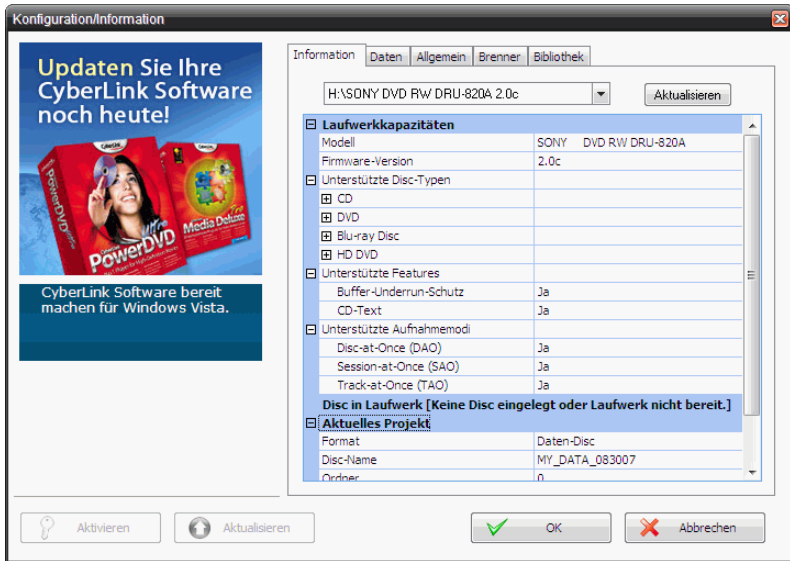 Konfiguration/Information
Updaten Sie Ihre
CyberLink Software
noch heute!
CyberLink
PowerDVD
Ultra
CyberLink
Media Deluxe
Pro
CyberLink Software bereit
machen für Windows Vista.
Information Daten Allgemein Brenner Bibliothek
H:\SONY DVD RW DRU-820A 2.0c Aktualisieren
Laufwerkkapazitäten
Modell SONY DVD RW DRU-820A
Firmware-Version 2.0c
Unterstützte Disc-Typen
CD
DVD
Blu-ray Disc
HD DVD
Unterstützte Features
Buffer-Underrun-Schutz Ja
CD-Text Ja
Unterstützte Aufnahmemodi
Disc-at-Once (DAO) Ja
Session-at-Once (SAO) Ja
Track-at-Once (TAO) Ja
Disc in Laufwerk [Keine Disc eingelegt oder Laufwerk nicht bereit.]
Aktuelles Projekt
Format Daten-Disc
Disc-Name MY_DATA_083007
Ordner 0
Aktivieren Aktualisieren OK Abbrechen